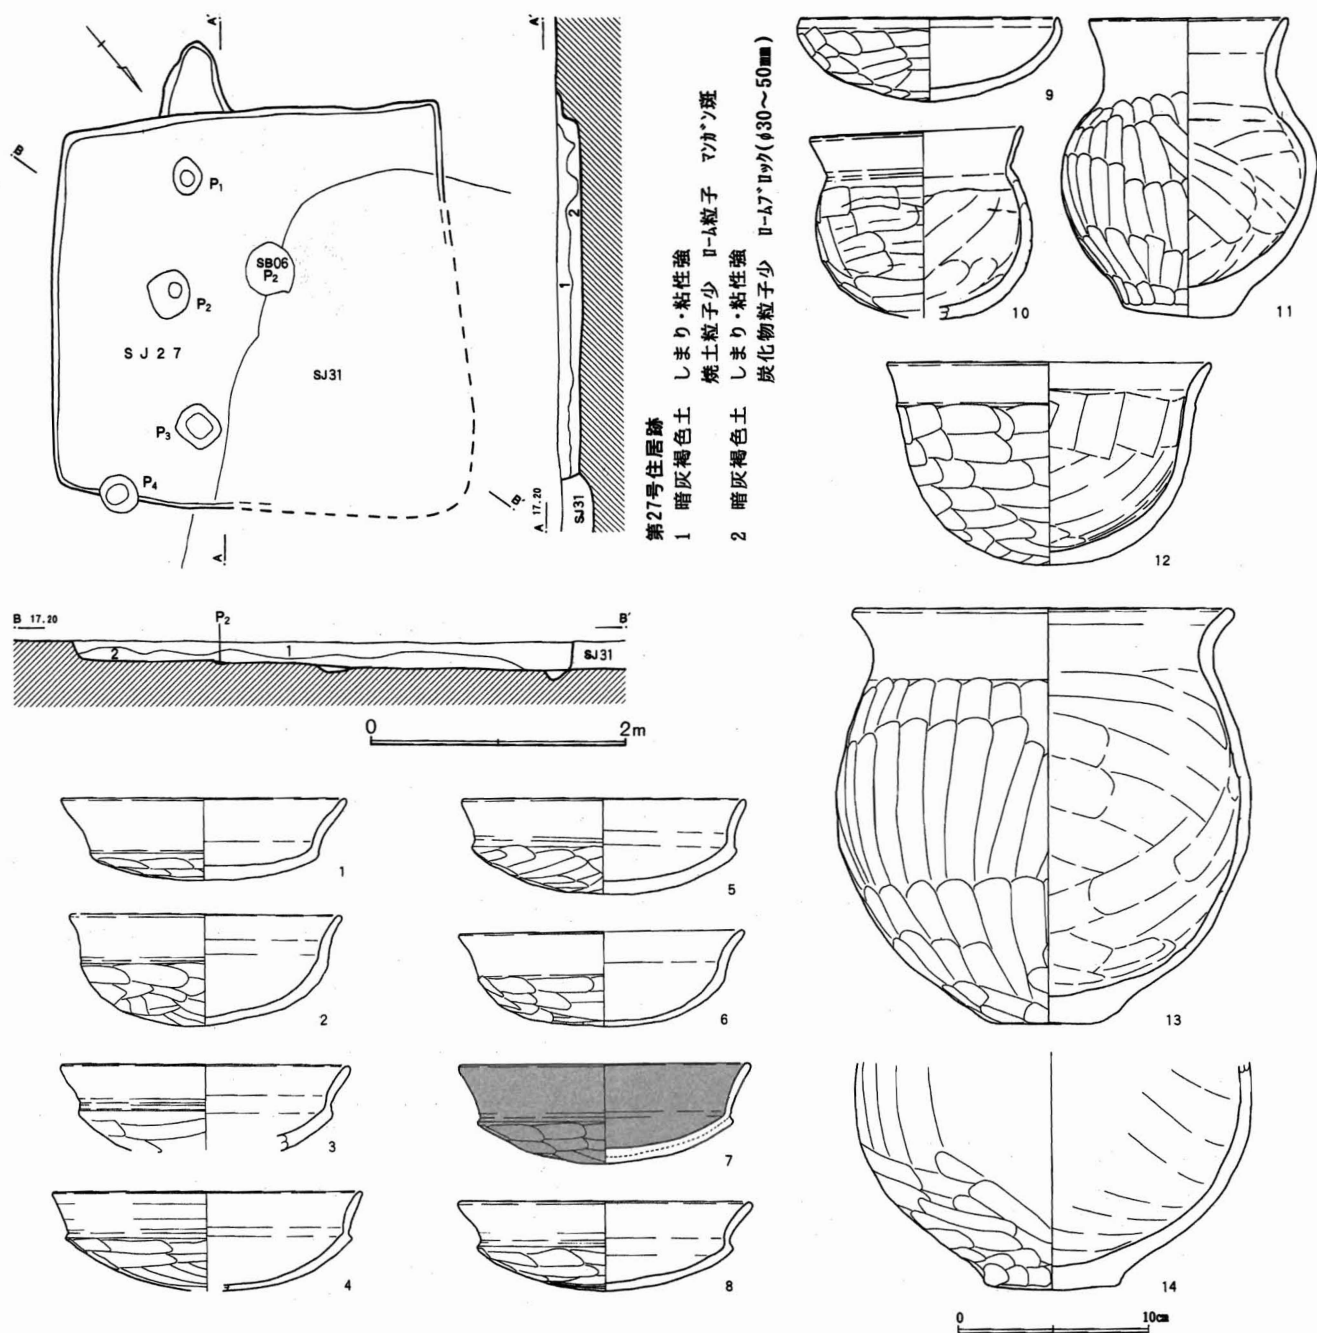 A'
A'
B
P1
SB06
P2
P2
S J 2 7
SJ31
P3
P4
B'
A
2
1
A 17.20
SJ31
第27号住居跡
1 暗灰褐色土 しまり・粘性強
焼土粒子少 ローム粒子 マンガン斑
2 暗灰褐色土 しまり・粘性強
炭化物粒子少 ロームブロック(φ30～50㎜)
B 17.20
P2
B'
2
1
SJ31
0
2m
1
2
3
4
5
6
7
8
9
10
11
12
13
14
0
10㎝